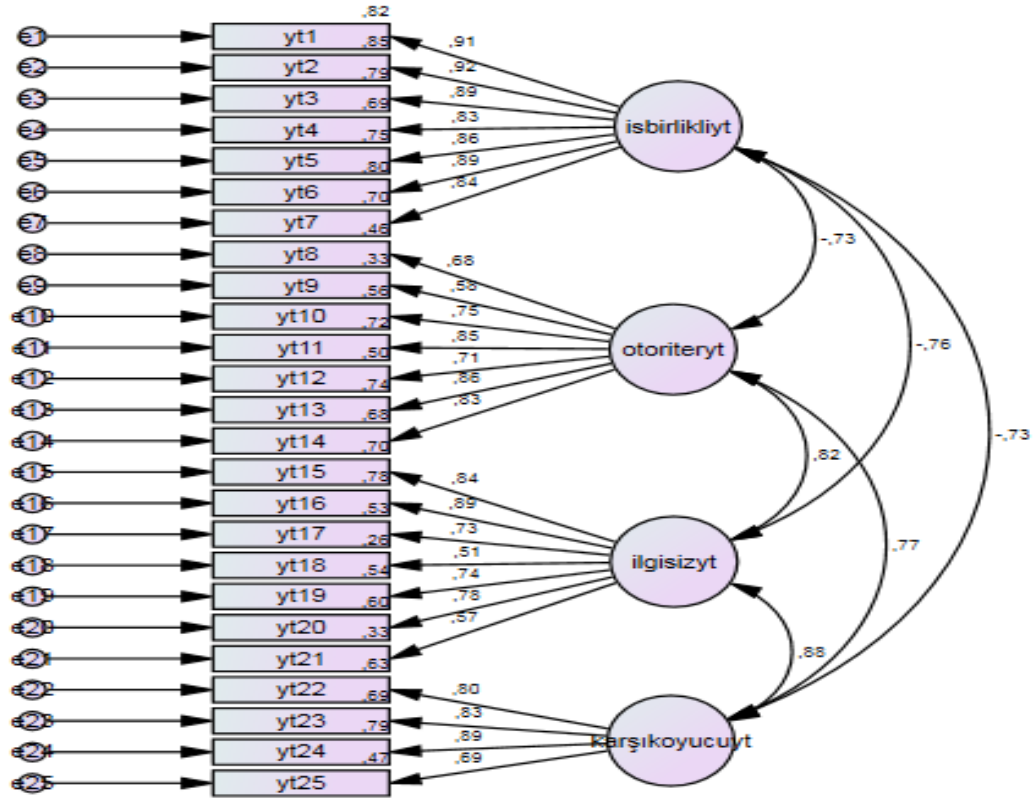 ,82
e1 yt1 ,85 ,91
e2 yt2 ,79 ,92
e3 yt3 ,69 ,89
e4 yt4 ,75 ,83
e5 yt5 ,80 ,86
e6 yt6 ,70 ,89
e7 yt7 ,46 ,84
isbirlikliyt
e8 yt8 ,33 ,68
e9 yt9 ,56 ,58
e10 yt10 ,72 ,75
e11 yt11 ,50 ,85
e12 yt12 ,74 ,71
e13 yt13 ,68 ,86
e14 yt14 ,70 ,83
otoriteryt
e15 yt15 ,78 ,84
e16 yt16 ,53 ,89
e17 yt17 ,26 ,73
e18 yt18 ,54 ,51
e19 yt19 ,60 ,74
e20 yt20 ,33 ,78
e21 yt21 ,63 ,57
ilgisizyt
e22 yt22 ,69 ,80
e23 yt23 ,79 ,83
e24 yt24 ,47 ,89
e25 yt25 ,69
karşıkoyucuyt
-,73
-,76
-,73
,82
,77
,88